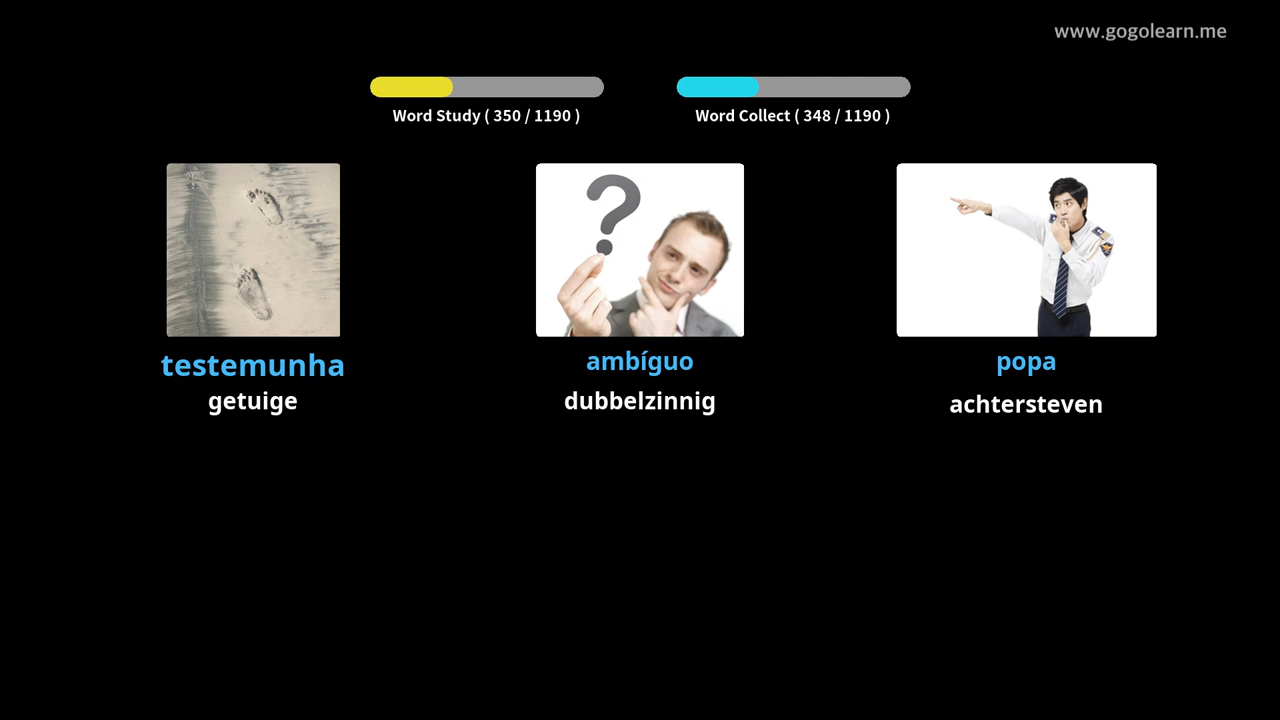 www.gogolearn.me
Word Study ( 350 / 1190 )
Word Collect ( 348 / 1190 )
testemunha
getuige
ambíguo
dubbelzinnig
popa
achtersteven